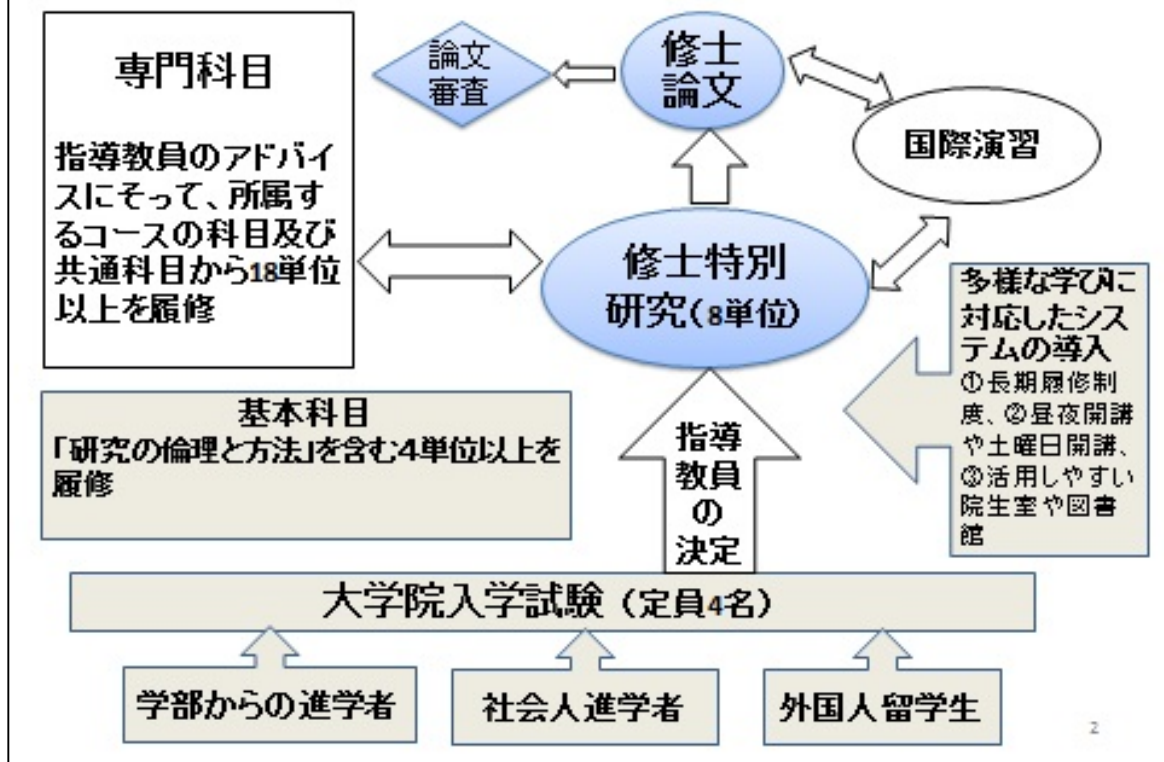 専門科目
指導教員のアドバイ
スにそって、所属す
るコースの科目及び
共通科目から18単位
以上を履修
論文
審査
修士
論文
国際演習
修士特別
研究(8単位)
多様な学びに
対応したシス
テムの導入
①長期履修制
度、②昼夜開講
や土曜日開講、
③活用しやすい
院生室や図書
館
基本科目
「研究の倫理と方法」を含む4単位以上を
履修
指導
教員
の
決定
大学院入学試験（定員4名）
学部からの進学者
社会人進学者
外国人留学生
2